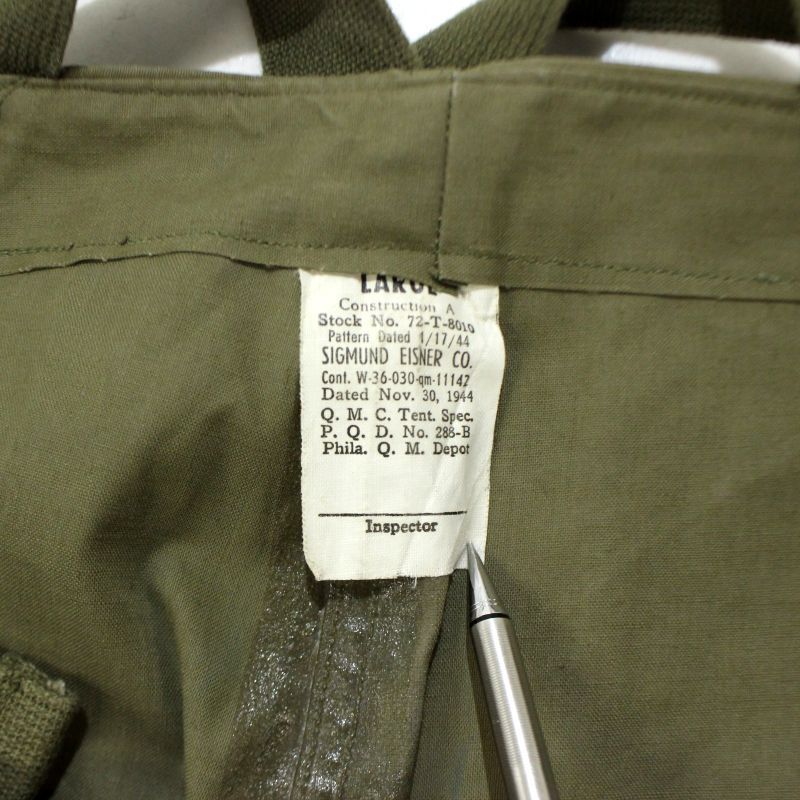 LARGE
Construction A
Stock No. 72-T-8010
Pattern Dated 1/17/44
SIGMUND EISNER CO.
Cont. W-36-030-qm-11142
Dated Nov. 30, 1944
Q. M. C. Tent. Spec.
P. Q. D. No. 288-B
Phila. Q. M. Depot
Inspector